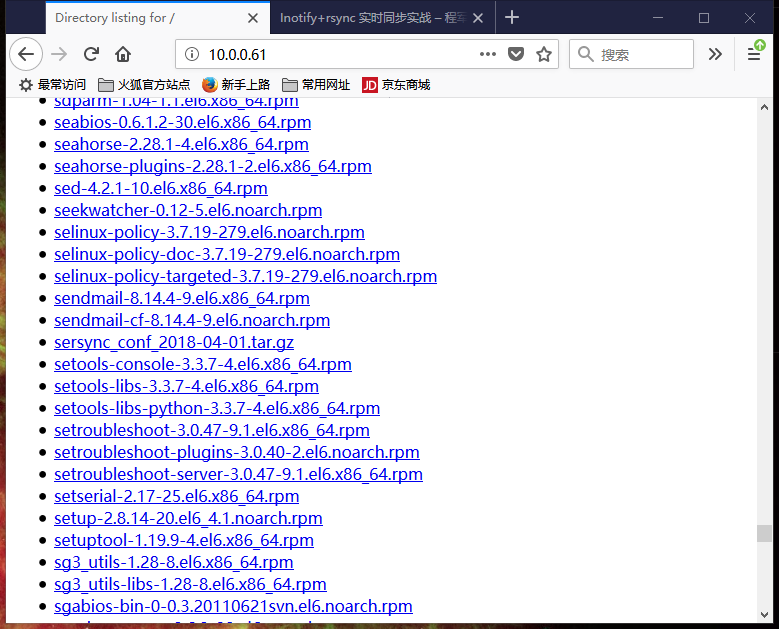 Directory listing for /
Inotify+rsync 实时同步实战 – 程
10.0.0.61
搜索
最常访问 火狐官方站点 新手上路 常用网址 JD 京东商城
sdparm-1.04-1.1.el6.x86_64.rpm
seabios-0.6.1.2-30.el6.x86_64.rpm
seahorse-2.28.1-4.el6.x86_64.rpm
seahorse-plugins-2.28.1-2.el6.x86_64.rpm
sed-4.2.1-10.el6.x86_64.rpm
seekwatcher-0.12-5.el6.noarch.rpm
selinux-policy-3.7.19-279.el6.noarch.rpm
selinux-policy-doc-3.7.19-279.el6.noarch.rpm
selinux-policy-targeted-3.7.19-279.el6.noarch.rpm
sendmail-8.14.4-9.el6.x86_64.rpm
sendmail-cf-8.14.4-9.el6.noarch.rpm
sersync_conf_2018-04-01.tar.gz
setools-console-3.3.7-4.el6.x86_64.rpm
setools-libs-3.3.7-4.el6.x86_64.rpm
setools-libs-python-3.3.7-4.el6.x86_64.rpm
setroubleshoot-3.0.47-9.1.el6.x86_64.rpm
setroubleshoot-plugins-3.0.40-2.el6.noarch.rpm
setroubleshoot-server-3.0.47-9.1.el6.x86_64.rpm
setserial-2.17-25.el6.x86_64.rpm
setup-2.8.14-20.el6_4.1.noarch.rpm
setuptool-1.19.9-4.el6.x86_64.rpm
sg3_utils-1.28-8.el6.x86_64.rpm
sg3_utils-libs-1.28-8.el6.x86_64.rpm
sgabios-bin-0-0.3.20110621svn.el6.noarch.rpm